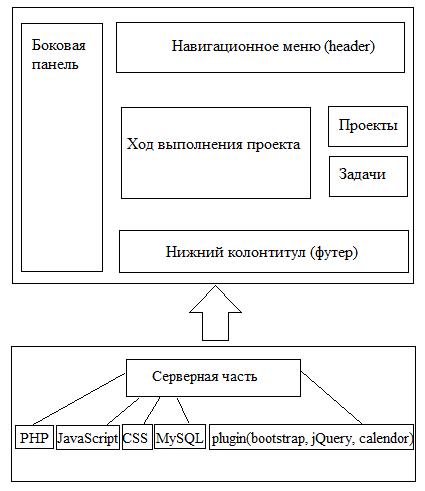 Боковая
панель
Навигационное меню (header)
Ход выполнения проекта
Проекты
Задачи
Нижний колонтитул (футер)
Серверная часть
PHP
JavaScript
CSS
MySQL
plugin(bootstrap, jQuery, calendor)